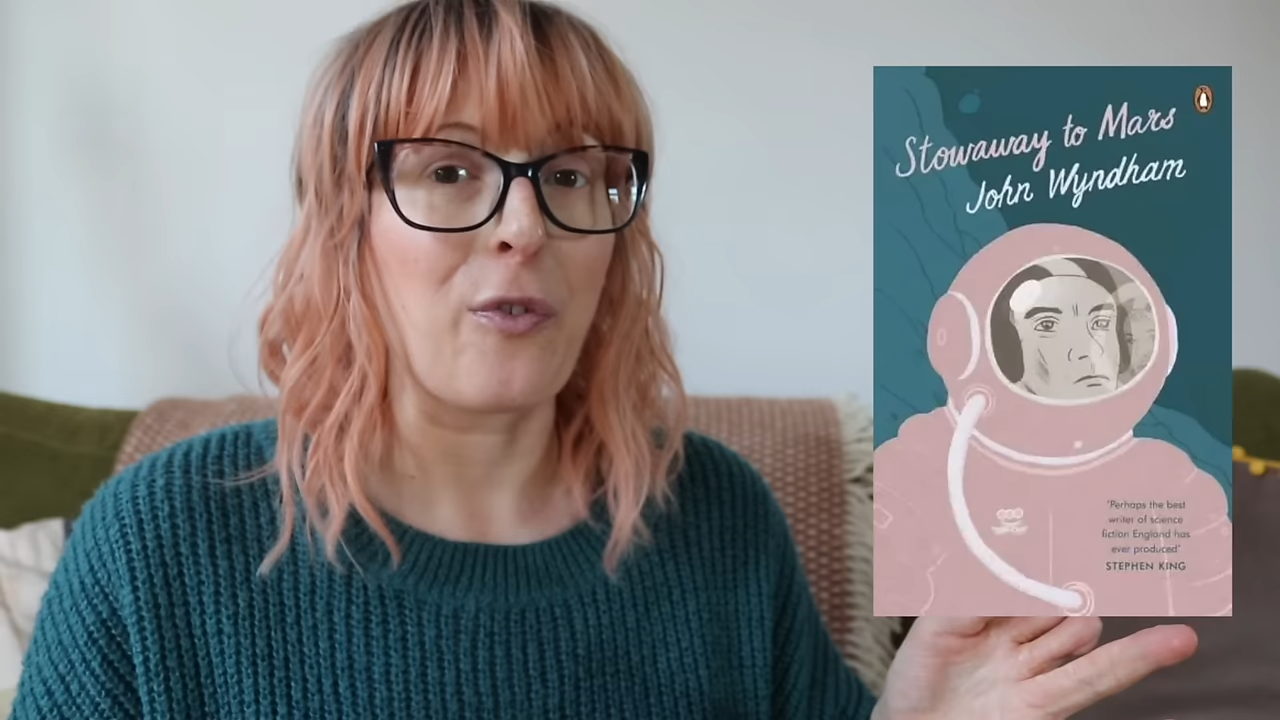 Stowaway to Mars
John Wyndham
'Perhaps the best
writer of science
fiction England has
ever produced'
STEPHEN KING